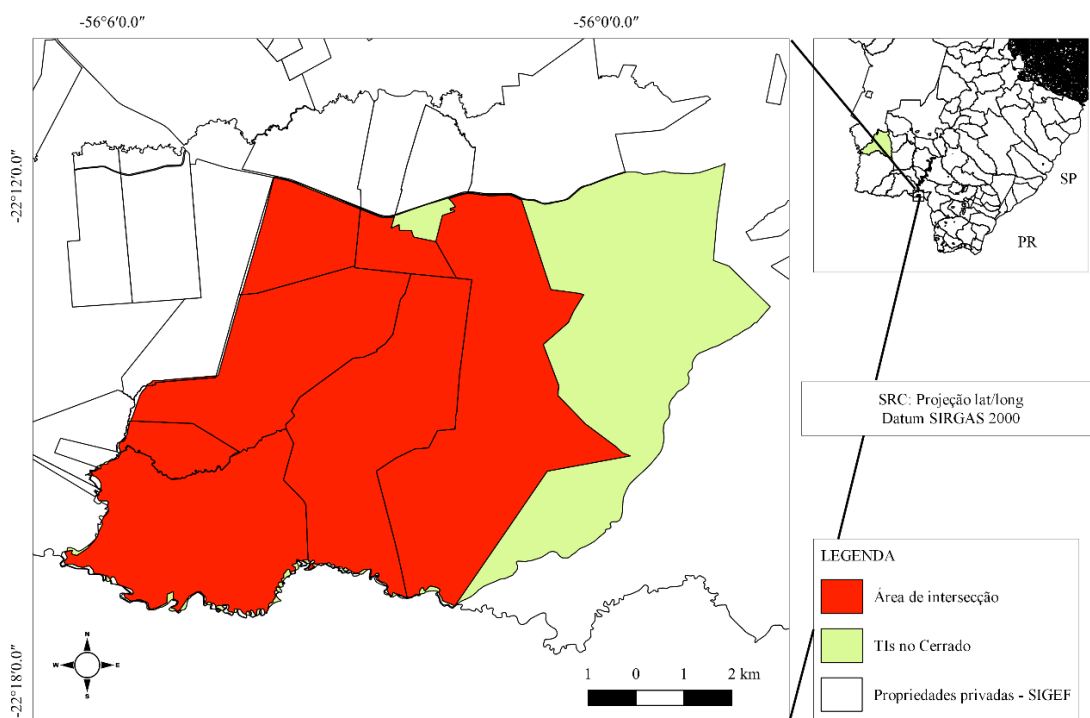 -56°6′0.0″
-56°0′0.0″
-22°12′0.0″
-22°18′0.0″
SP
PR
SRC: Projeção lat/long
Datum SIRGAS 2000
LEGENDA
Área de intersecção
TIs no Cerrado
Propriedades privadas - SIGEF
N
W
E
S
1 0 1 2 km